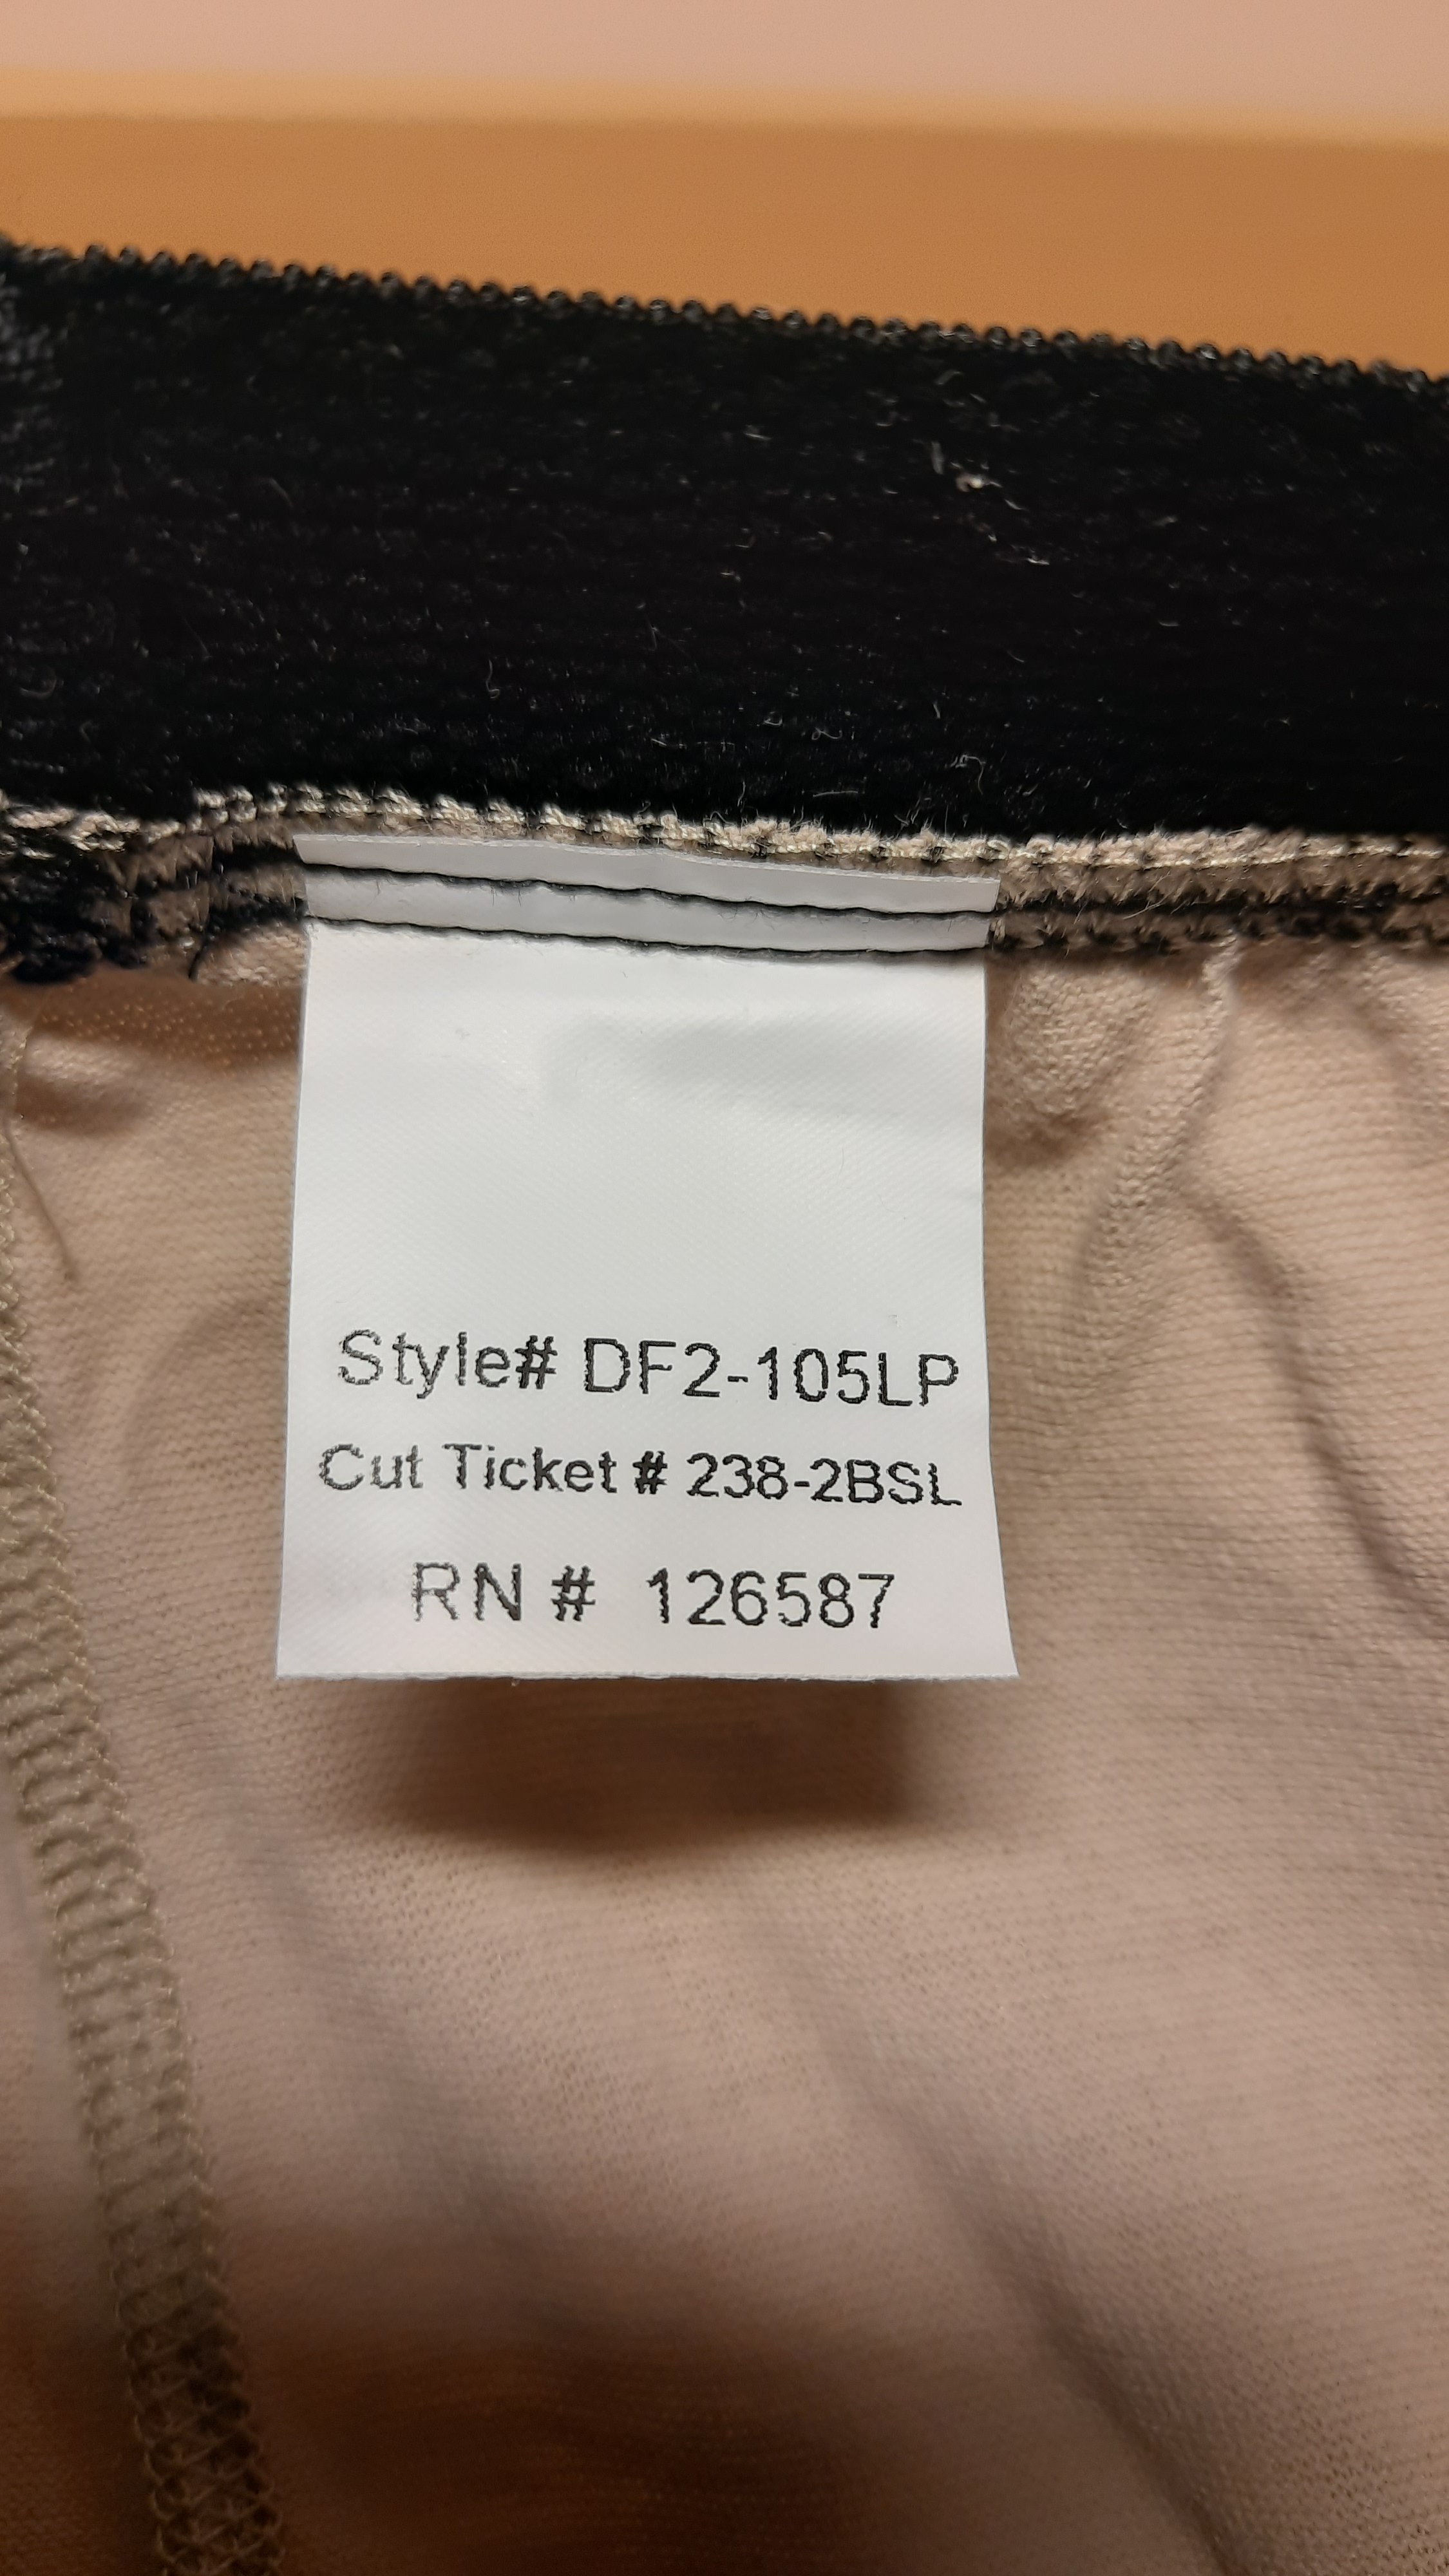 Style# DF2-105LP
Cut Ticket # 238-2BSL
RN # 126587